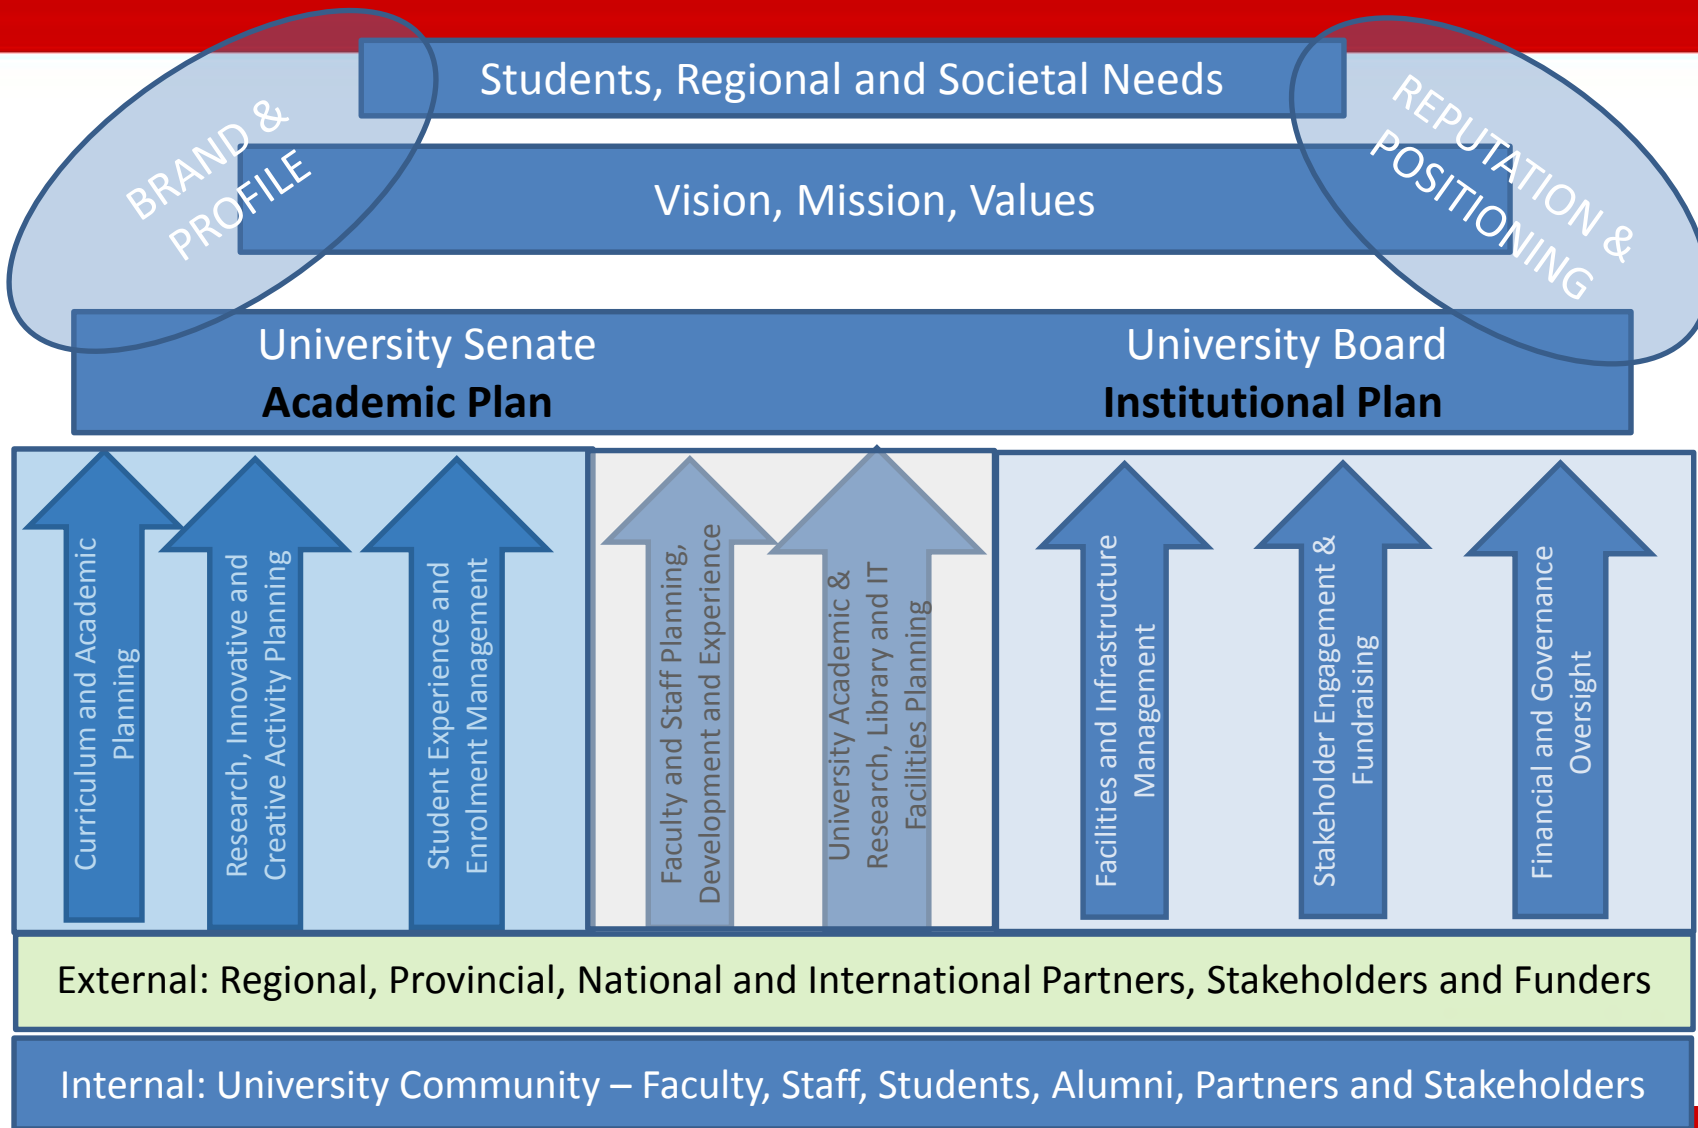 Students, Regional and Societal Needs
BRAND &
PROFILE
REPUTATION &
POSITIONING
Vision, Mission, Values
University Senate
Academic Plan
University Board
Institutional Plan
Curriculum and Academic
Planning
Research, Innovative and
Creative Activity Planning
Student Experience and
Enrolment Management
Faculty and Staff Planning,
Development and Experience
University Academic &
Research, Library and IT
Facilities Planning
Facilities and Infrastructure
Management
Stakeholder Engagement &
Fundraising
Financial and Governance
Oversight
External: Regional, Provincial, National and International Partners, Stakeholders and Funders
Internal: University Community – Faculty, Staff, Students, Alumni, Partners and Stakeholders